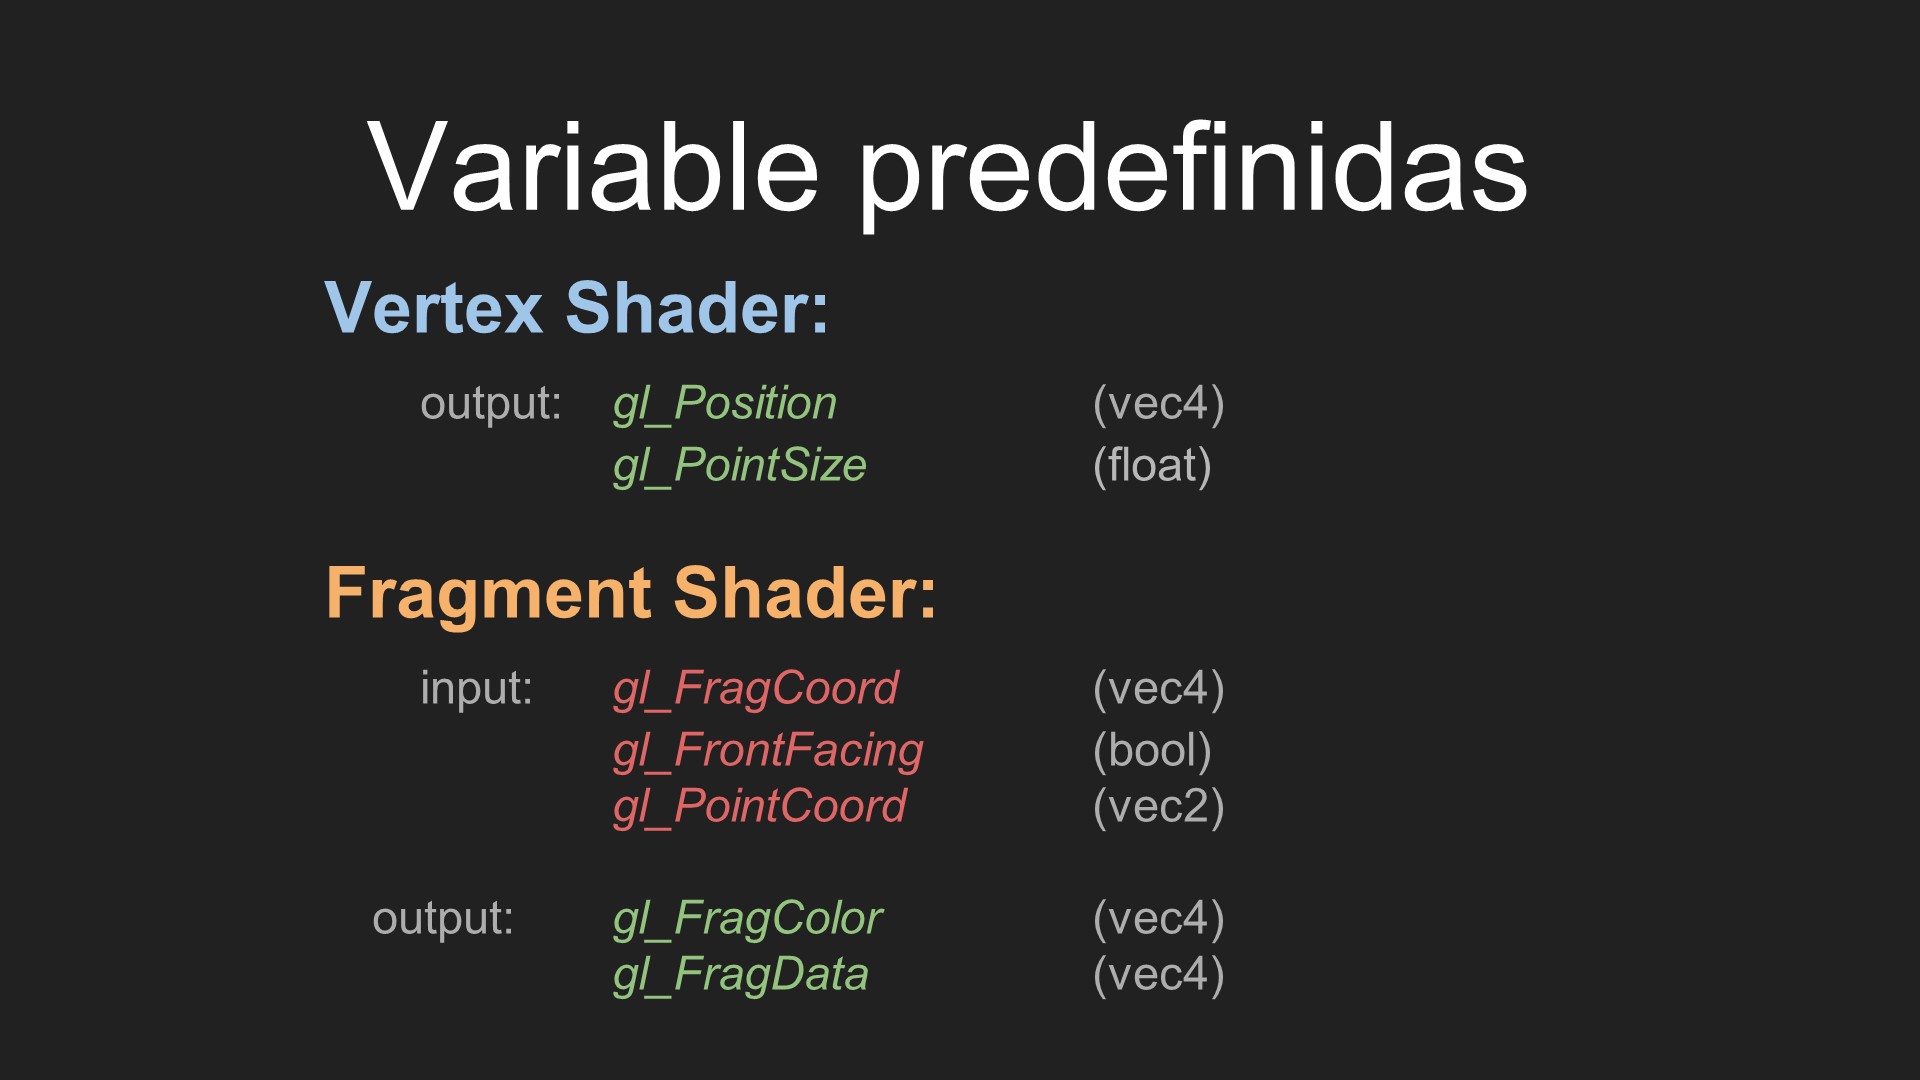 Variable predefinidas
Vertex Shader:
output: gl_Position (vec4)
gl_PointSize (float)
Fragment Shader:
input: gl_FragCoord (vec4)
gl_FrontFacing (bool)
gl_PointCoord (vec2)
output: gl_FragColor (vec4)
gl_FragData (vec4)